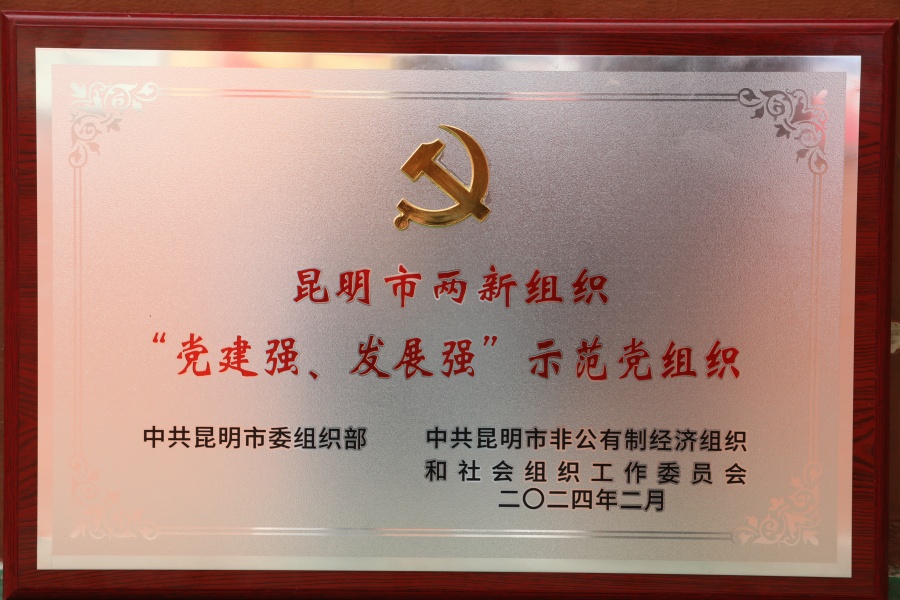 昆明市两新组织
“党建强、发展强”示范党组织
中共昆明市委组织部
中共昆明市非公有制经济组织
和社会组织工作委员会
二〇二四年二月